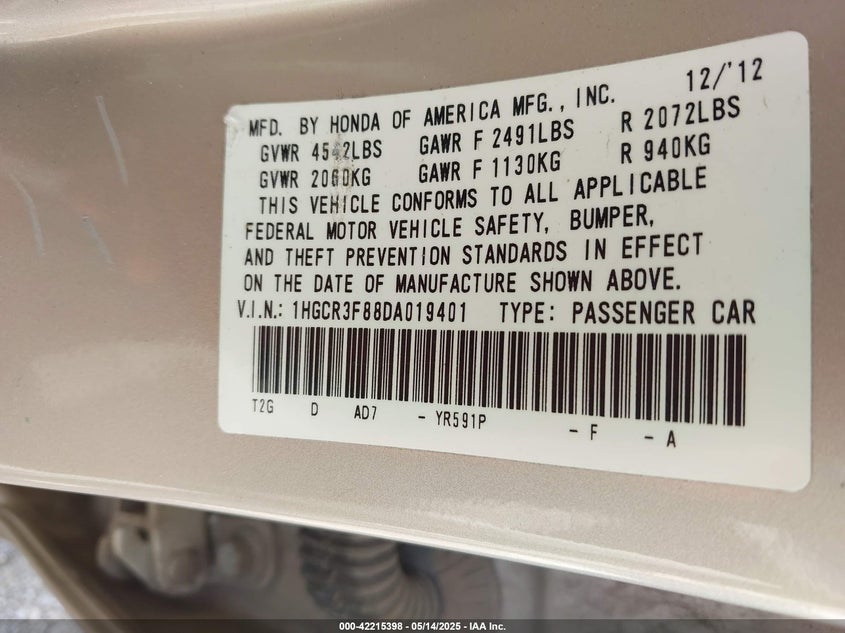 12/'12
MFD. BY HONDA OF AMERICA MFG., INC.
GVWR 4542LBS GAWR F 2491LBS R 2072LBS
GVWR 2060KG GAWR F 1130KG R 940KG
THIS VEHICLE CONFORMS TO ALL APPLICABLE
FEDERAL MOTOR VEHICLE SAFETY, BUMPER,
AND THEFT PREVENTION STANDARDS IN EFFECT
ON THE DATE OF MANUFACTURE SHOWN ABOVE.
V.I.N.: 1HGCR3F88DA019401 TYPE: PASSENGER CAR
T2G D AD7 - YR591P - F - A
000-42215398 - 05/14/2025 - IAA Inc.